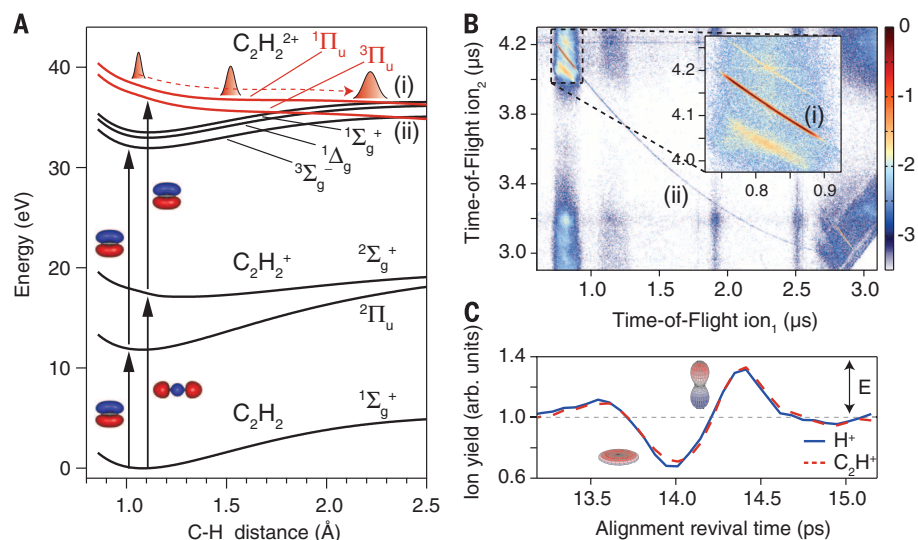 A
C₂H₂²⁺
¹Πᵤ
³Πᵤ
(i)
(ii)
¹Σg⁺
¹Δg
³Σg⁻
C₂H₂⁺
²Σg⁺
²Πᵤ
C₂H₂
¹Σg⁺
Energy (eV)
40
30
20
10
0
1.0
1.5
2.0
2.5
C-H distance (Å)
B
Time-of-Flight ion₂ (µs)
4.2
3.8
3.4
3.0
4.2
4.1
4.0
0.8
0.9
(i)
(ii)
1.0
1.5
2.0
2.5
3.0
Time-of-Flight ion₁ (µs)
0
-1
-2
-3
C
Ion yield (arb. units)
1.4
1.0
0.6
E
H⁺
C₂H⁺
13.5
14.0
14.5
15.0
Alignment revival time (ps)